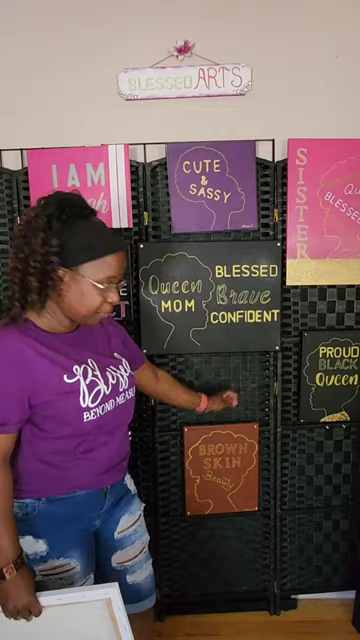 BLESSED ARTS
I AM
CUTE
&
SASSY
SISTER
BLESSED
Queen
MOM
BLESSED
Brave
CONFIDENT
PROUD
BLACK
Queen
BROWN
SKIN
Beauty
Blessed
BEYOND MEASURE